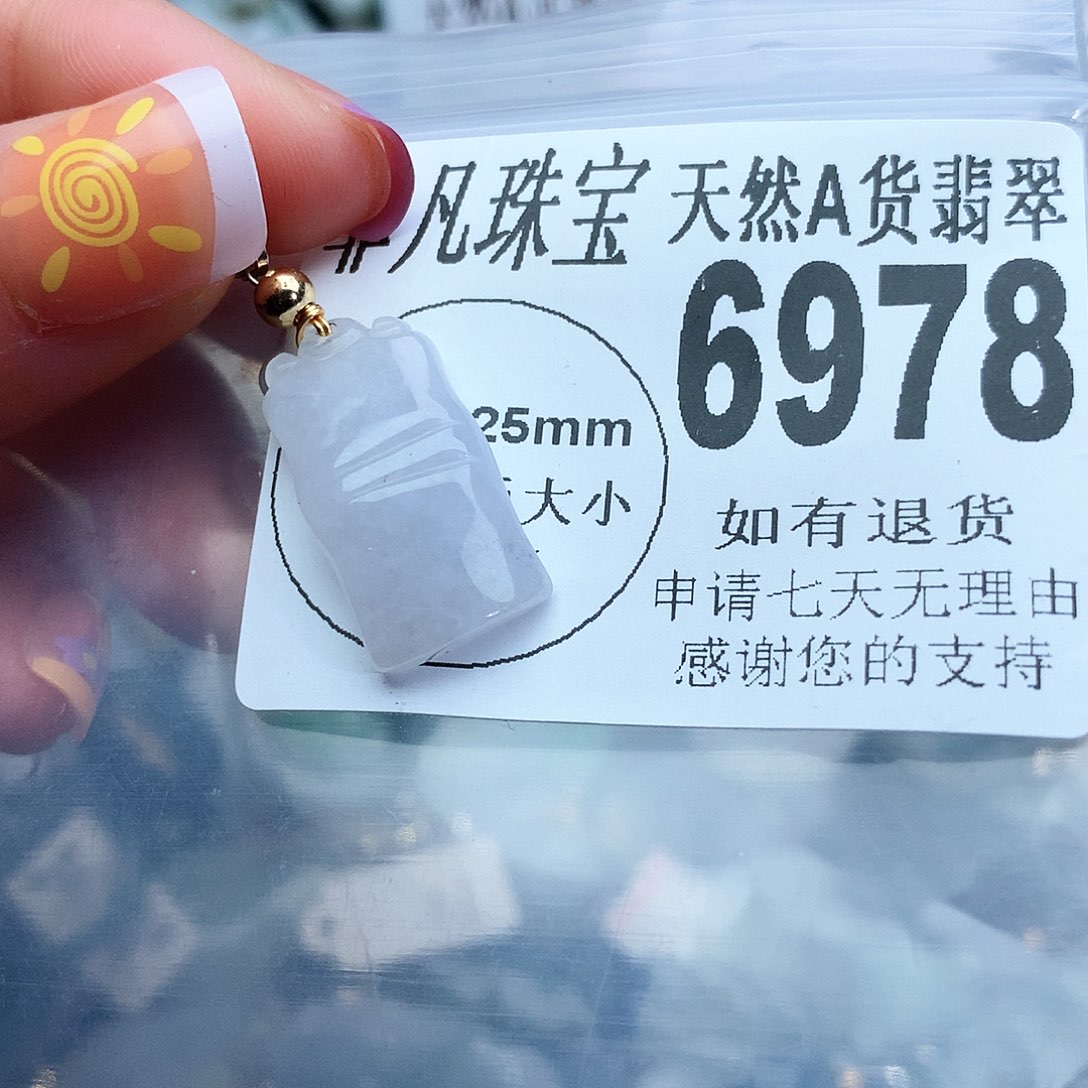 凡珠宝 天然A货翡翠
6978
25mm
大小
如有退货
申请七天无理由
感谢您的支持